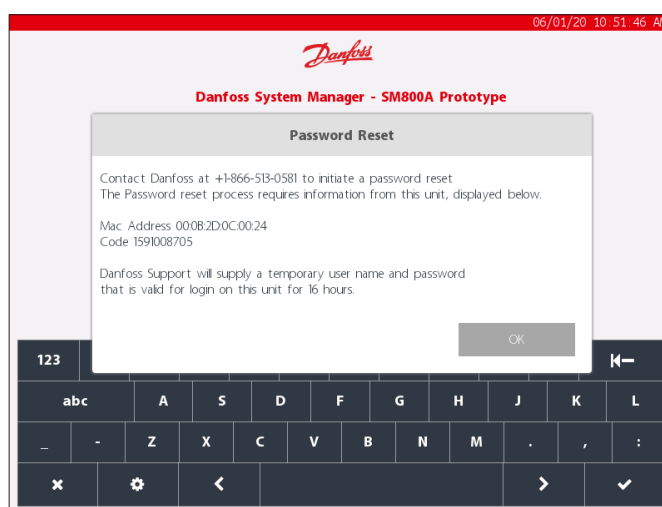 06/01/20 10:51:46 AM
Danfoss
Danfoss System Manager - SM800A Prototype
Password Reset
Contact Danfoss at +1-866-513-0581 to initiate a password reset
The Password reset process requires information from this unit, displayed below.
Mac Address 00:0B:2D:0C:00:24
Code 1591008705
Danfoss Support will supply a temporary user name and password
that is valid for login on this unit for 16 hours.
OK
123
abc A S D F G H J K L
_ - Z X C V B N M . , :